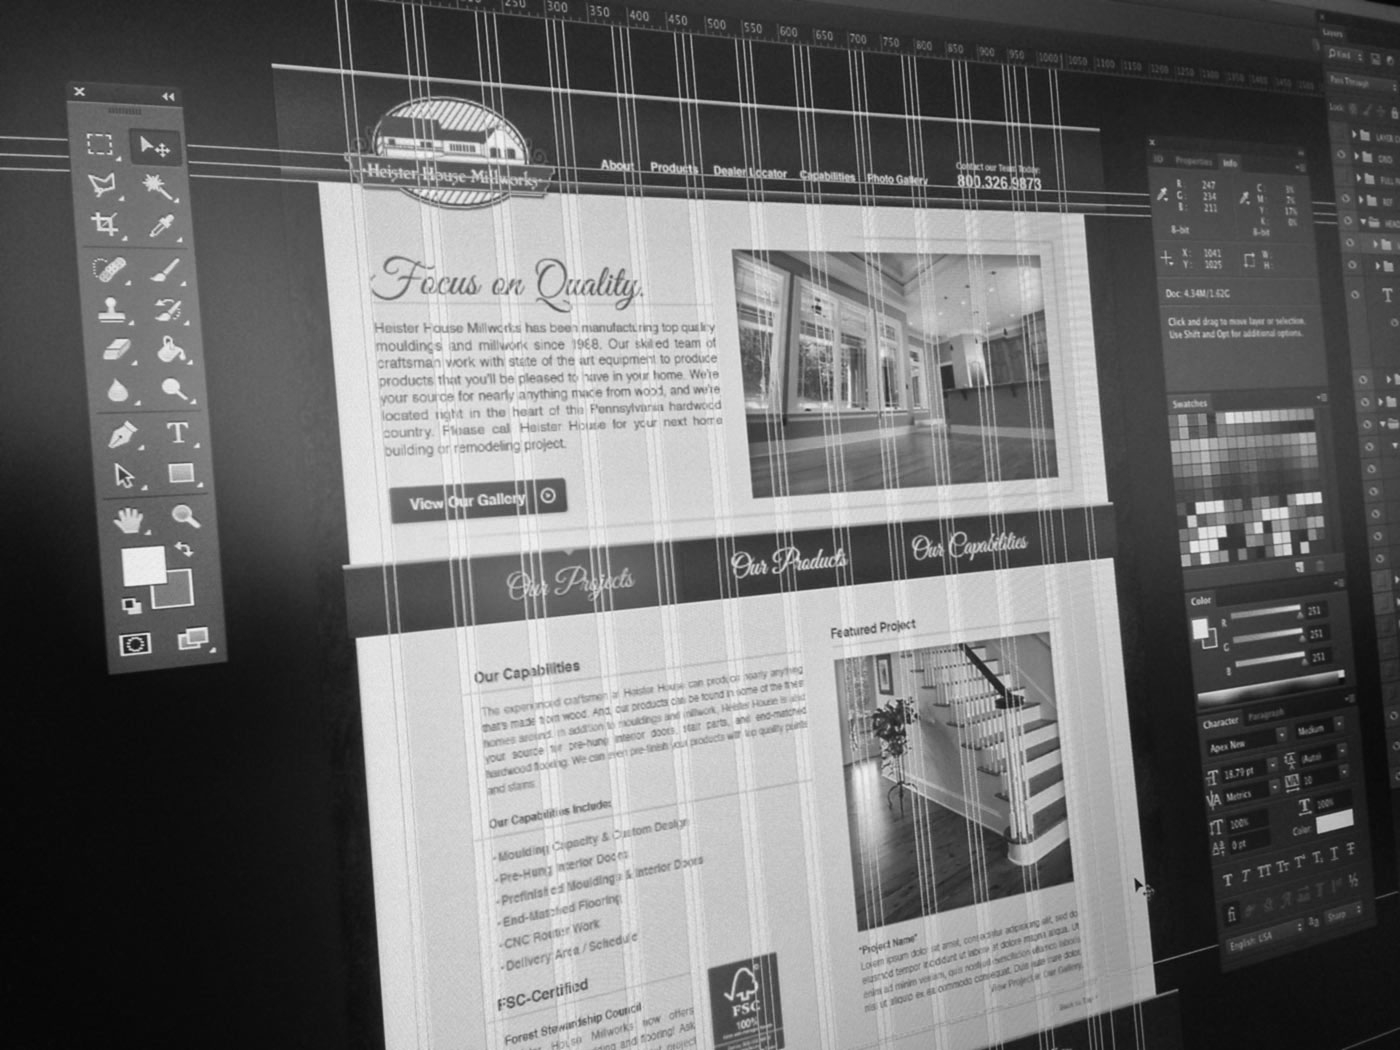 250 300 350 400 450 500 550 600 650 700 750 800 850 900 950 1000 1050 1100 1150 1200 1250 1300 1350 1400 1450 1500
Heister House Millworks
About Products Dealer Locator Capabilities Photo Gallery
Contact our Team Today:
800.326.9873
Focus on Quality.
Heister House Millworks has been manufacturing top quality
mouldings and millwork since 1968. Our skilled team of
craftsman work with state of the art equipment to produce
products that you'll be pleased to have in your home. We're
your source for nearly anything made from wood, and we're
located right in the heart of the Pennsylvania hardwood
country. Please call Heister House for your next home
building or remodeling project.
View Our Gallery
Our Projects Our Products Our Capabilities
Our Capabilities
The experienced craftsmen at Heister House can produce nearly anything
that's made from wood. And, our products can be found in some of the finest
homes around. In addition to mouldings and millwork, Heister House is and
your source for pre-hung interior doors, stair parts, and end-matched
hardwood flooring. We can even pre-finish your products with top quality paints
and stains.
Our Capabilities Include:
-Moulding Capacity & Custom Design
-Pre-Hung Interior Doors
-Prefinished Mouldings & Interior Doors
-End-Matched Flooring
-CNC Router Work
-Delivery Area / Schedule
FSC-Certified
Forest Stewardship Council
House Millworks now offers
and flooring! Ask
project
FSC
100%
Featured Project
"Project Name"
Lorem ipsum dolor sit amet, consectetur adipisicing elit, sed do
eiusmod tempor incididunt ut labore et dolore magna aliqua. Ut
enim ad minim veniam, quis nostrud exercitation ullamco laboris
nisi ut aliquip ex ea commodo consequat. Duis aute irure dolor.
View Project in Our Gallery.
Back to Top
3D Properties Info
R: 247 C: 3%
G: 234 M: 7%
B: 211 Y: 17%
K: 0%
8-bit 8-bit
X: 1041 W:
Y: 1025 H:
Doc: 4.34M/1.62G
Click and drag to move layer or selection.
Use Shift and Opt for additional options.
Swatches
Color
R 251
G 251
B 251
Character Paragraph
Apex New Medium
18.79 pt (Auto)
Metrics 10
100% 100%
0 pt Color:
English: USA Sharp
Layers
Kind
Pass Through
Lock: